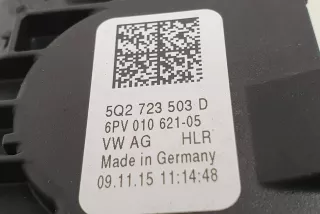 5Q2 723 503 D
6PV 010 621-05
VW AG HLR
Made in Germany
09.11.15 11:14:48